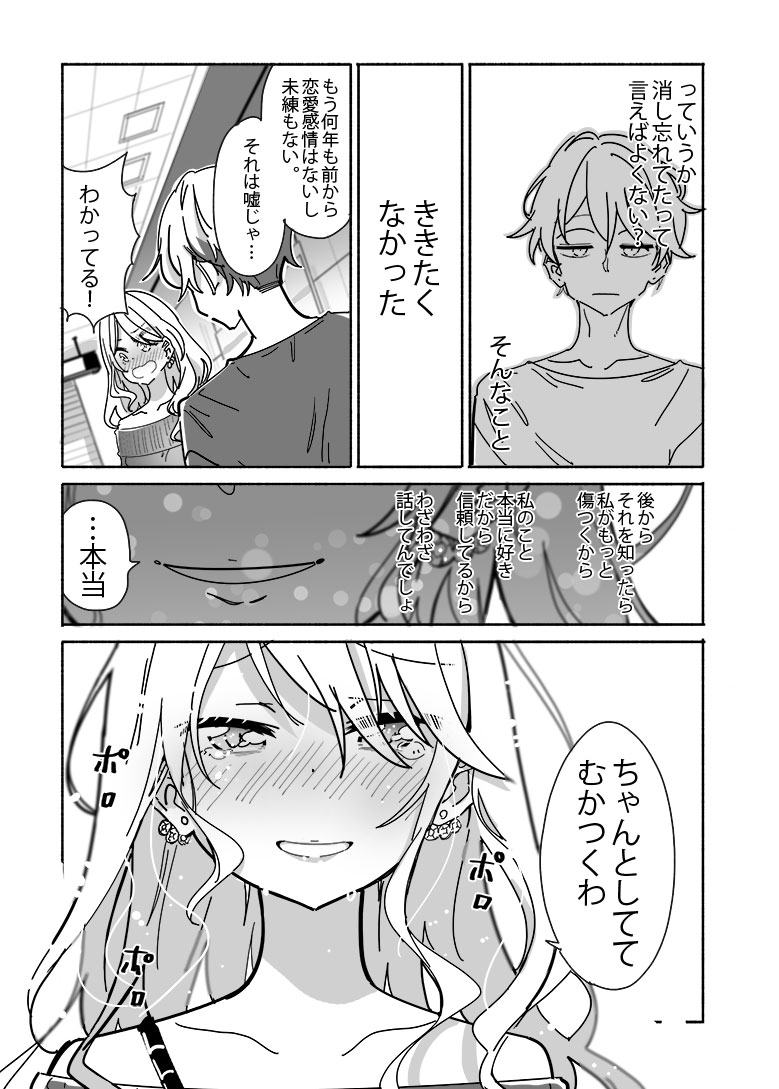 っていうか
消し忘れてたって
言えばよくない?
そんなこと
ききたく
なかった
もう何年も前から
恋愛感情はないし
未練もない。
それは嘘じゃ…
わかってる!
後から
それを知ったら
私がもっと
傷つくから
私のこと
本当に好き
だから
信頼してるから
わざわざ
話してんでしょ
…本当
ちゃんとしてて
むかつくわ
ポロ
ポロ
ポロ